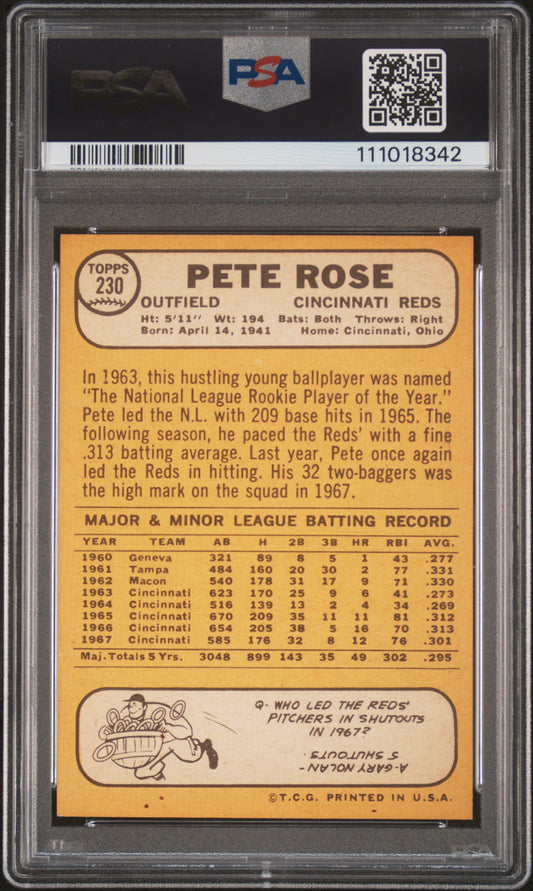 PSA
PSA
111018342
TOPPS
230
PETE ROSE
OUTFIELD CINCINNATI REDS
Ht: 5'11" Wt: 194 Bats: Both Throws: Right
Born: April 14, 1941 Home: Cincinnati, Ohio
In 1963, this hustling young ballplayer was named
"The National League Rookie Player of the Year."
Pete led the N.L. with 209 base hits in 1965. The
following season, he paced the Reds' with a fine
.313 batting average. Last year, Pete once again
led the Reds in hitting. His 32 two-baggers was
the high mark on the squad in 1967.
MAJOR & MINOR LEAGUE BATTING RECORD
YEAR TEAM AB H 2B 3B HR RBI AVG.
1960 Geneva 321 89 8 5 1 43 .277
1961 Tampa 484 160 20 30 2 77 .331
1962 Macon 540 178 31 17 9 71 .330
1963 Cincinnati 623 170 25 9 6 41 .273
1964 Cincinnati 516 139 13 2 4 34 .269
1965 Cincinnati 670 209 35 11 11 81 .312
1966 Cincinnati 654 205 38 5 16 70 .313
1967 Cincinnati 585 176 32 8 12 76 .301
Maj. Totals 5 Yrs. 3048 899 143 35 49 302 .295
Q- WHO LED THE REDS'
PITCHERS IN SHUTOUTS
IN 1967?
A-GARY NOLAN-
5 SHUTOUTS
©T.C.G. PRINTED IN U.S.A.
PSA